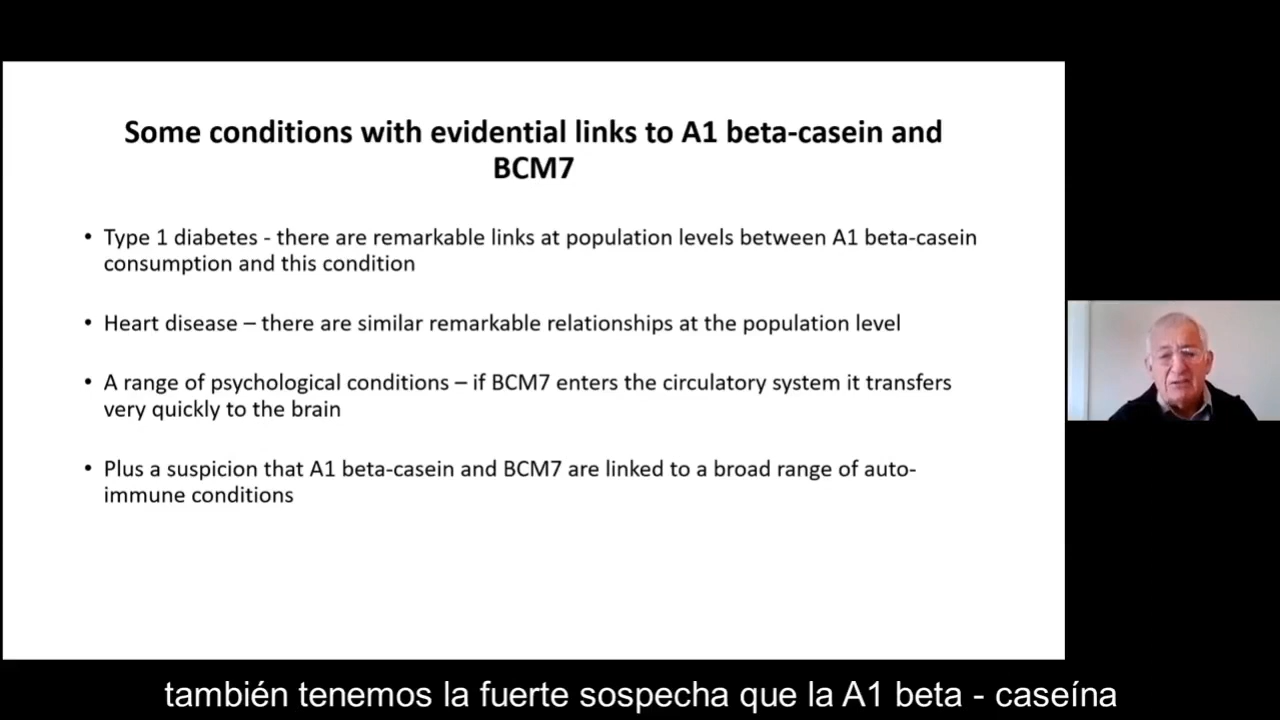 Some conditions with evidential links to A1 beta-casein and
BCM7
• Type 1 diabetes - there are remarkable links at population levels between A1 beta-casein
consumption and this condition
• Heart disease – there are similar remarkable relationships at the population level
• A range of psychological conditions – if BCM7 enters the circulatory system it transfers
very quickly to the brain
• Plus a suspicion that A1 beta-casein and BCM7 are linked to a broad range of auto-
immune conditions
también tenemos la fuerte sospecha que la A1 beta - caseína